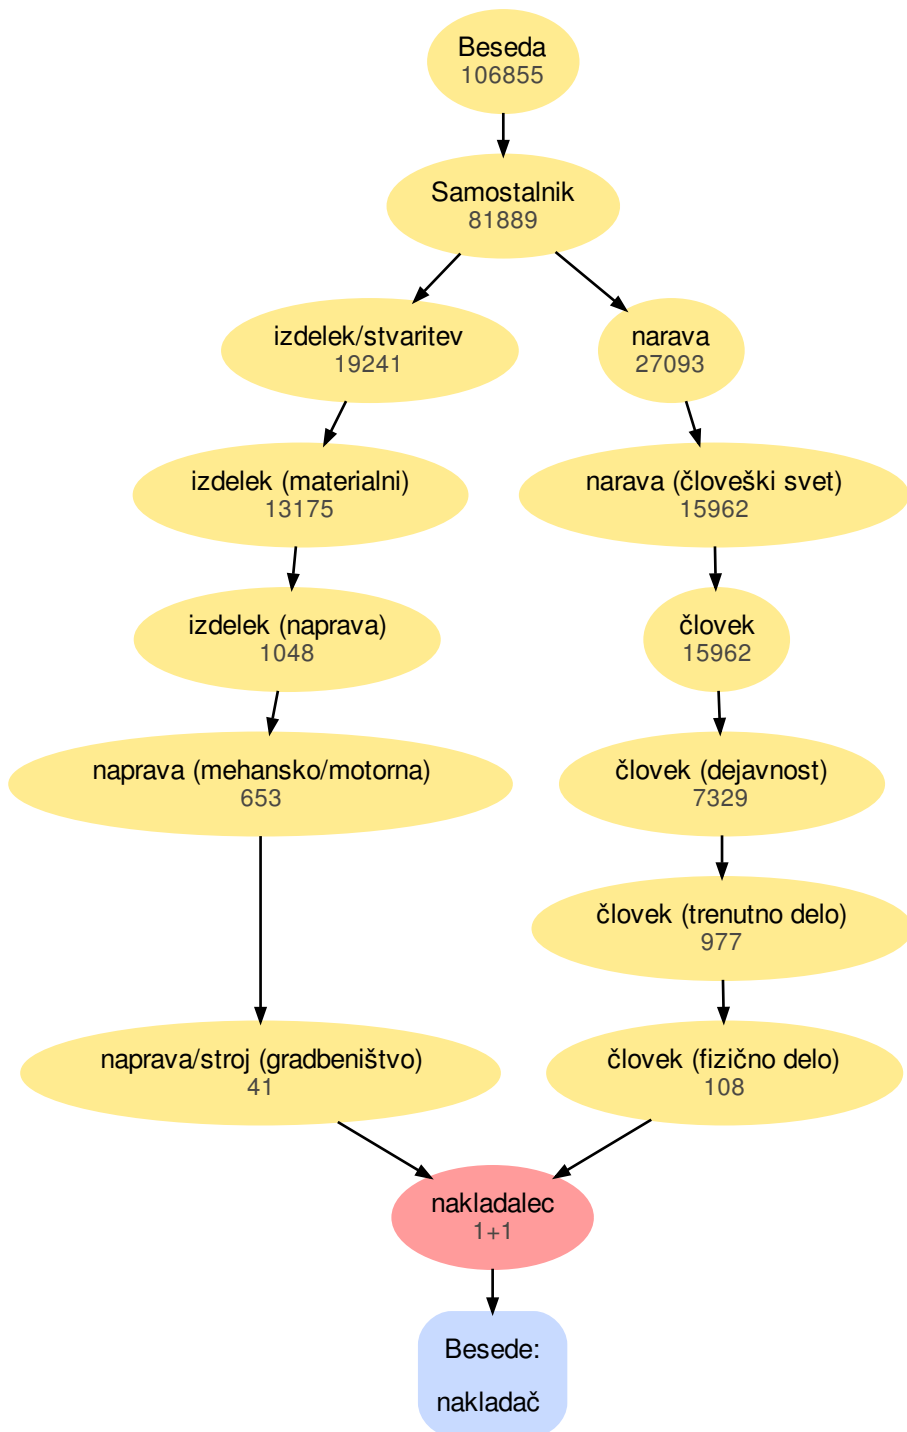 Beseda
106855
Samostalnik
81889
izdelek/stvaritev
19241
narava
27093
izdelek (materialni)
13175
narava (človeški svet)
15962
izdelek (naprava)
1048
človek
15962
naprava (mehansko/motorna)
653
človek (dejavnost)
7329
človek (trenutno delo)
977
naprava/stroj (gradbeništvo)
41
človek (fizično delo)
108
nakladalec
1+1
Besede:
nakladač